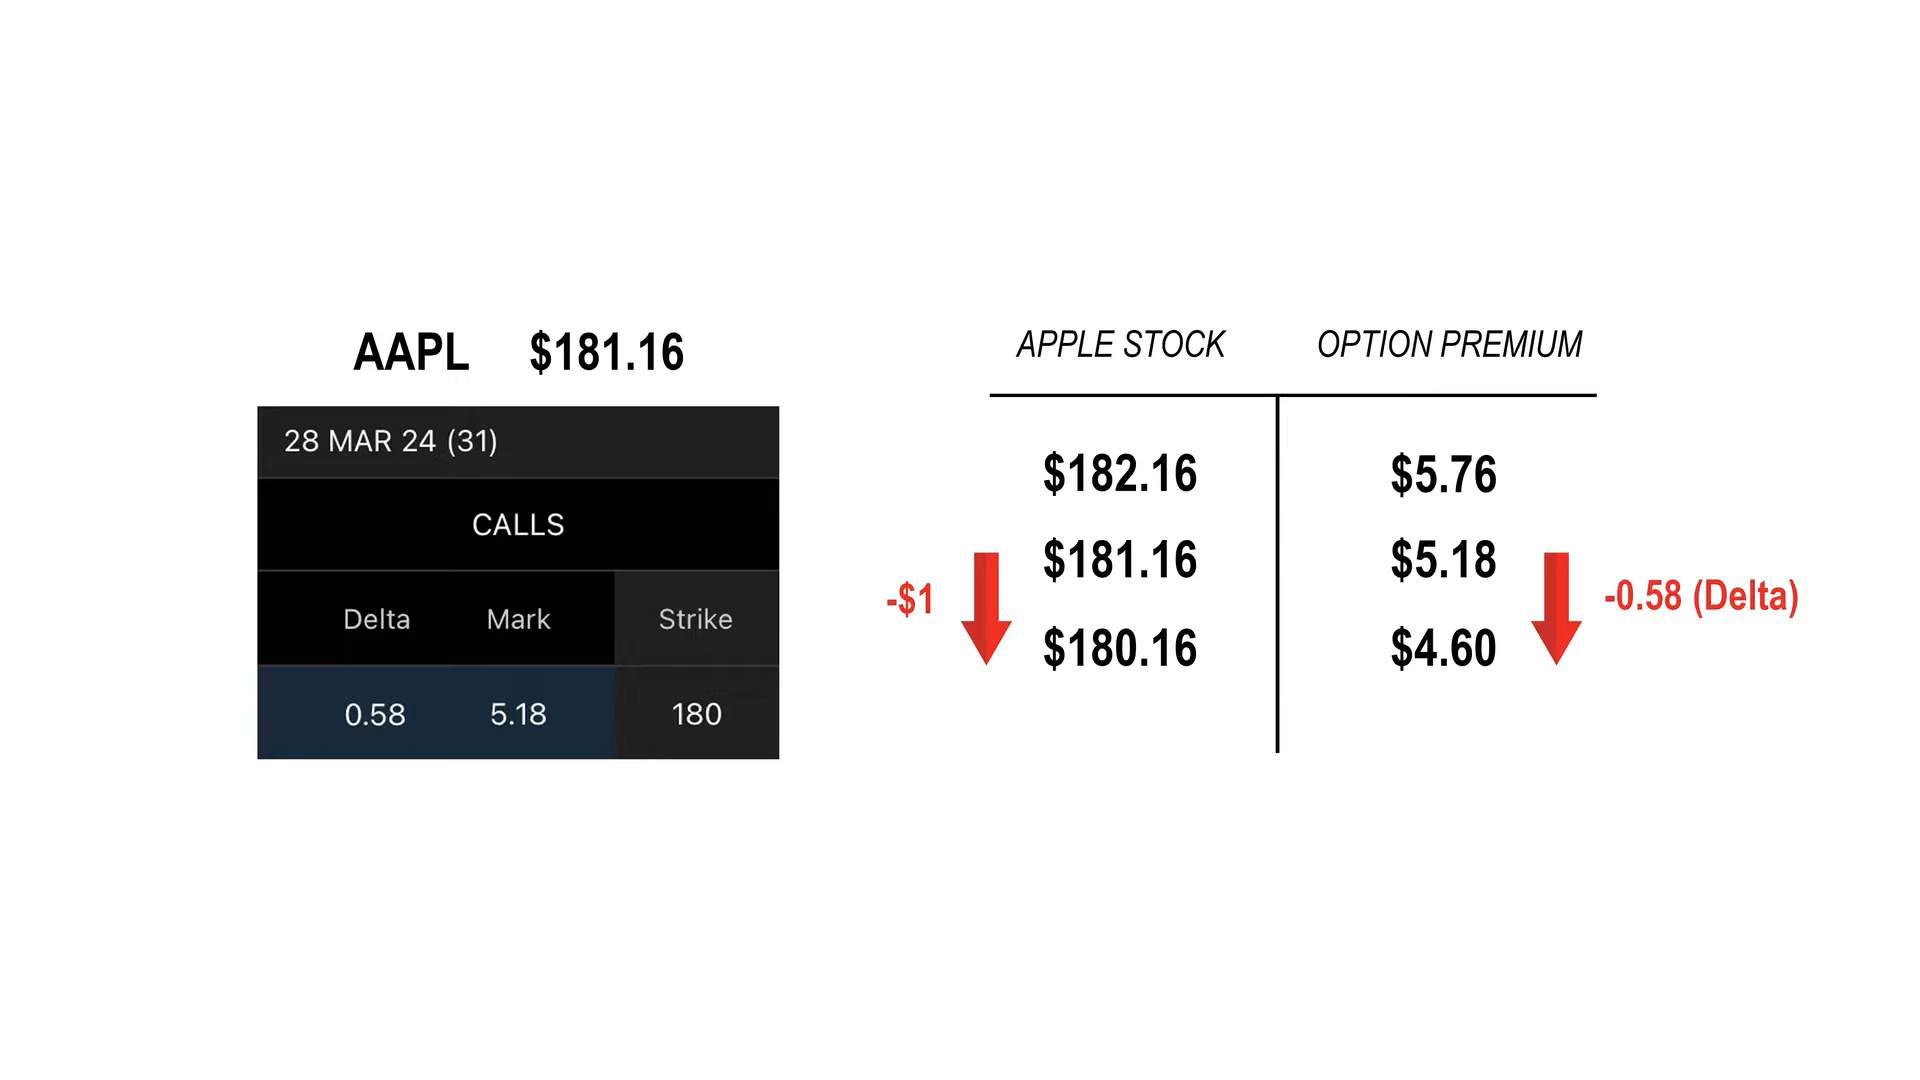 AAPL $181.16
28 MAR 24 (31)
CALLS
Delta Mark Strike
0.58 5.18 180
APPLE STOCK OPTION PREMIUM
$182.16 $5.76
$181.16 $5.18
-$1 -0.58 (Delta)
$180.16 $4.60